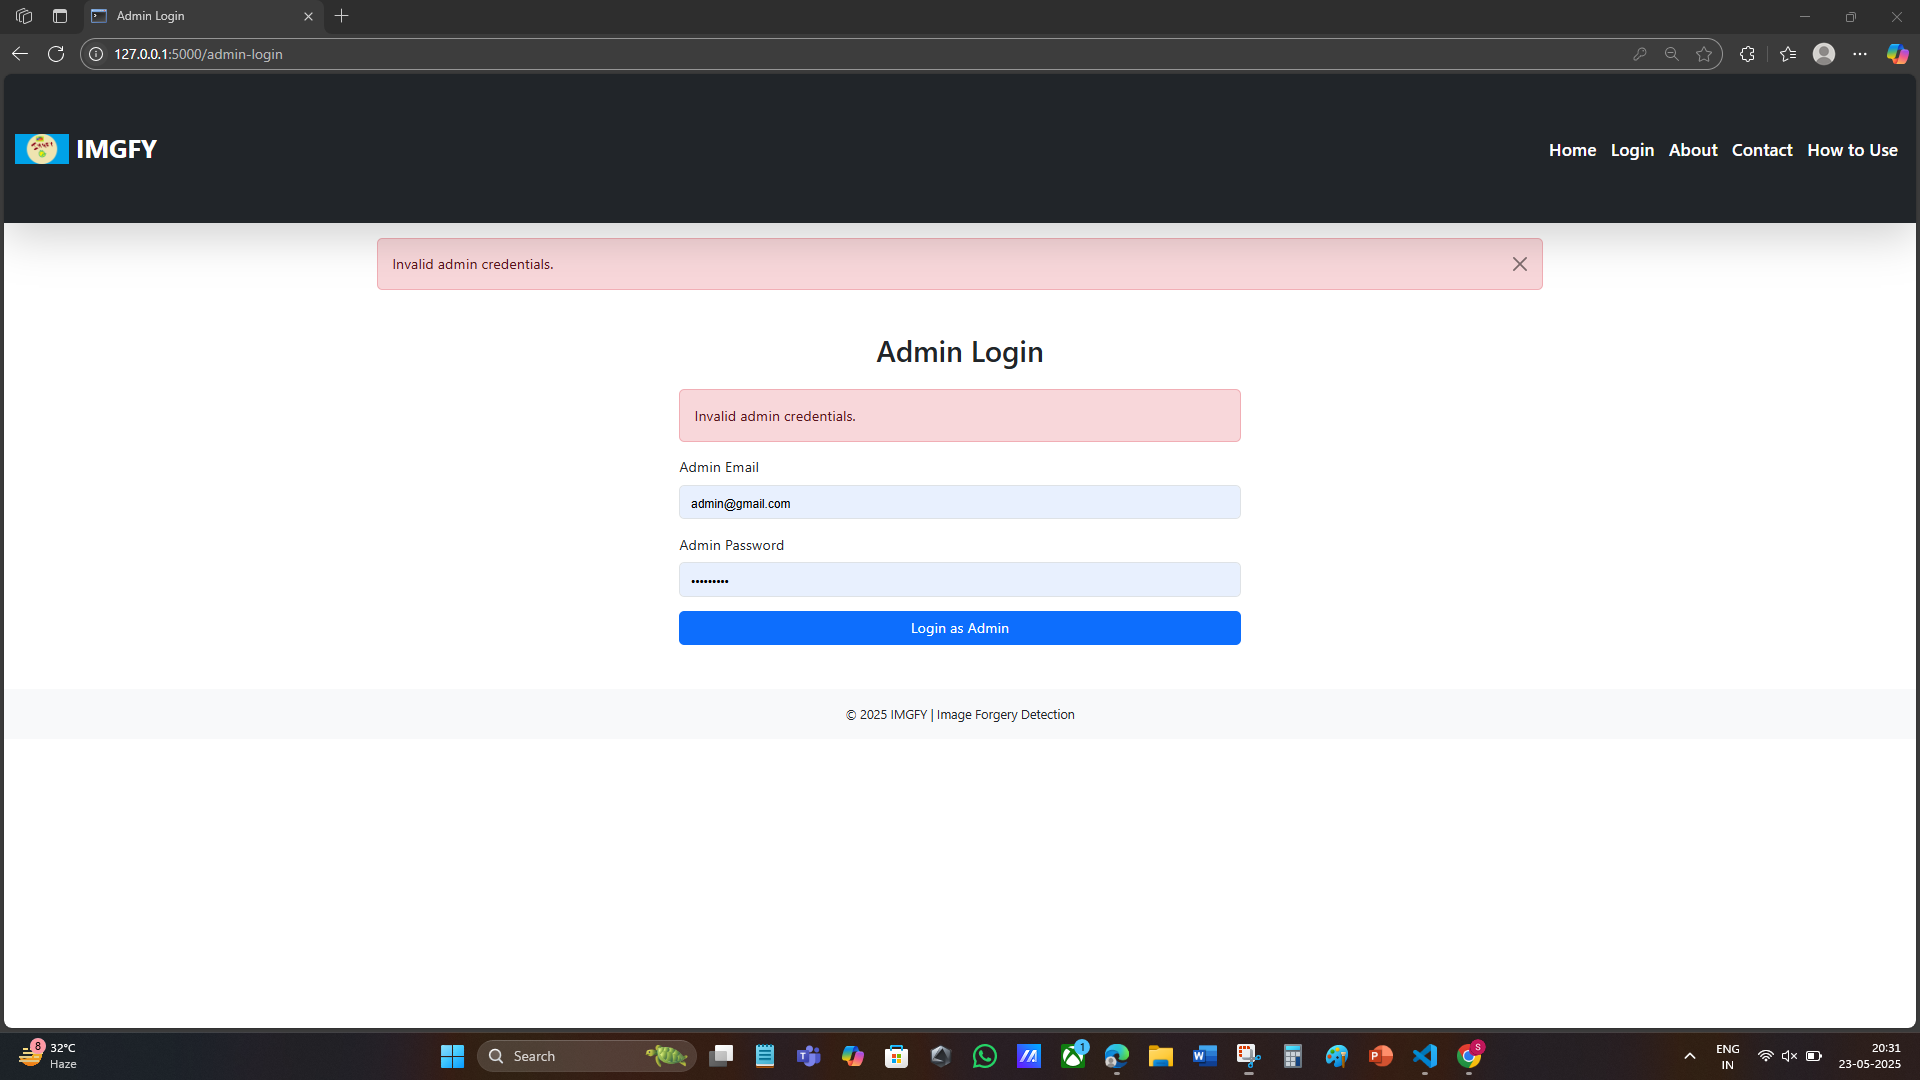 Admin Login
127.0.0.1:5000/admin-login
IMGFY
Home Login About Contact How to Use
Invalid admin credentials.
Admin Login
Invalid admin credentials.
Admin Email
admin@gmail.com
Admin Password
•••••••••
Login as Admin
© 2025 IMGFY | Image Forgery Detection
8
32°C
Haze
Search
1
S
ENG
IN
20:31
23-05-2025